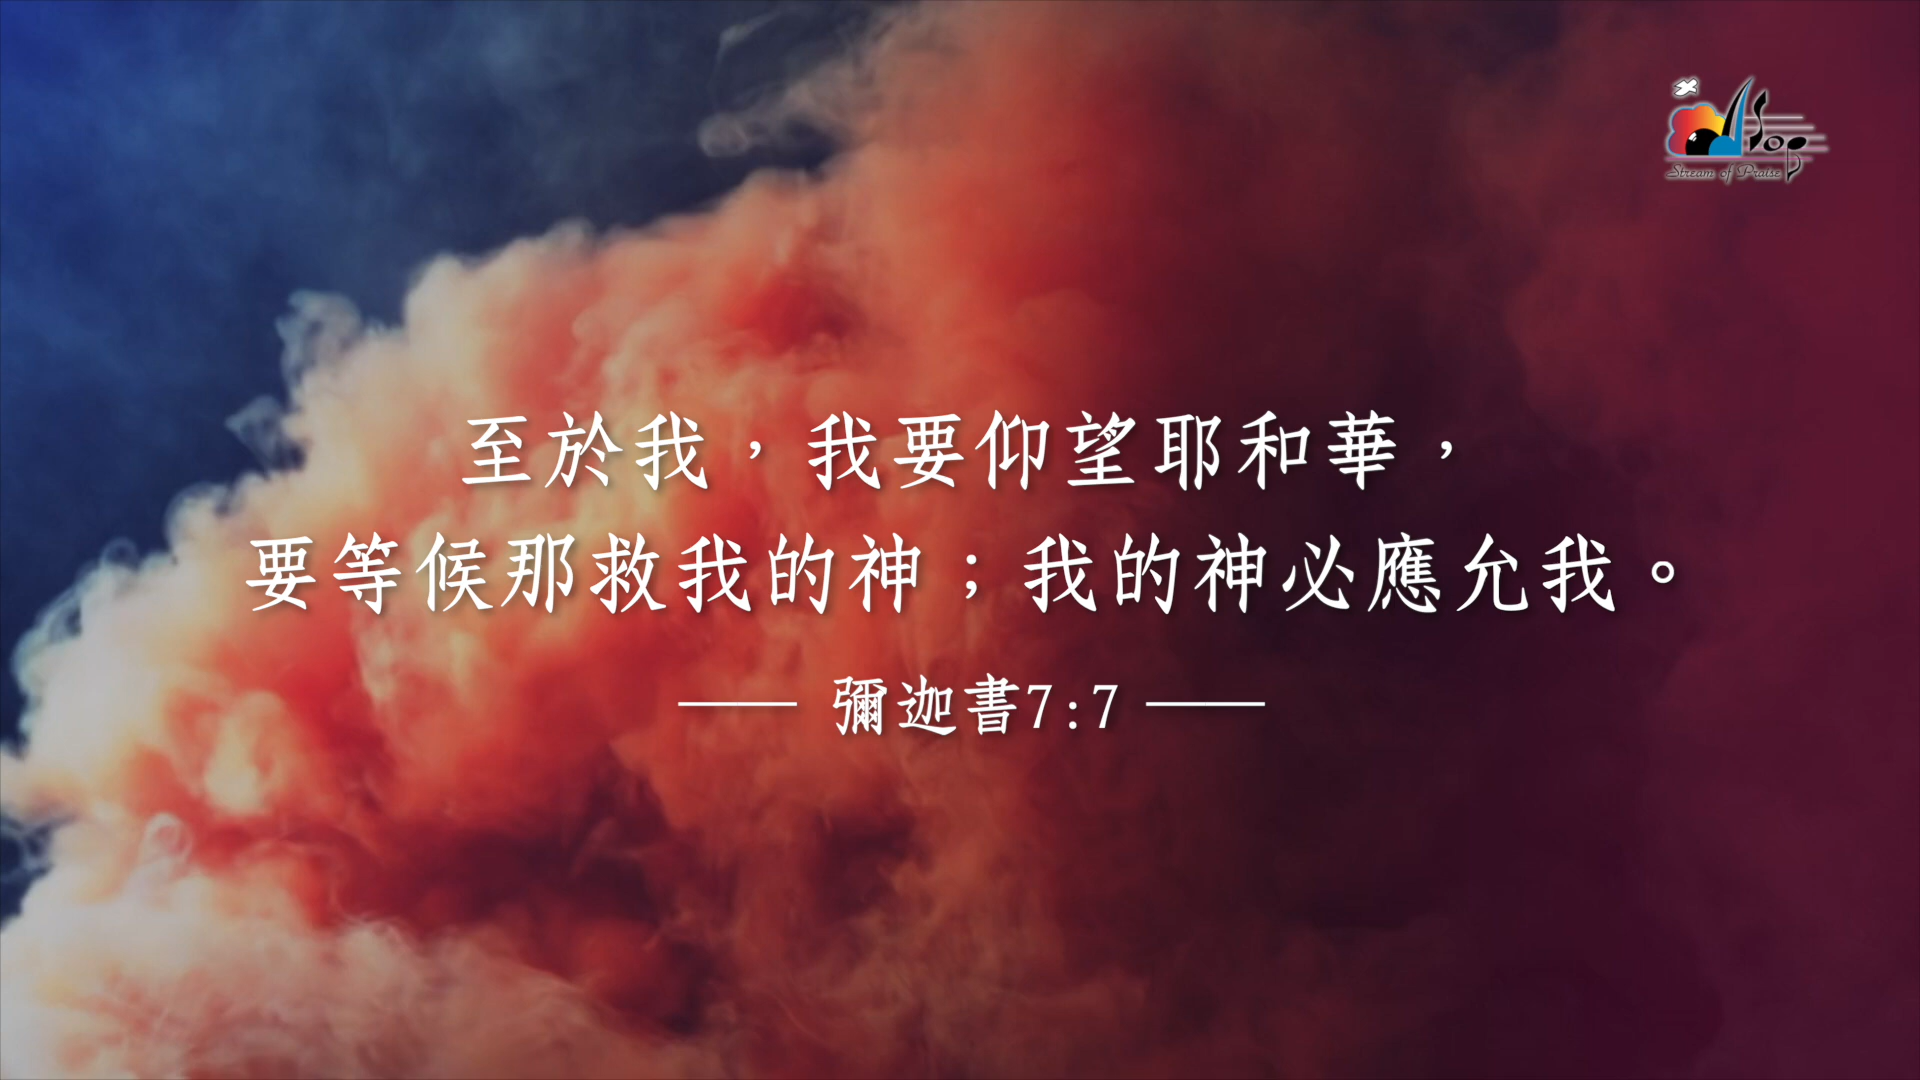 SOP
Stream of Praise
至於我，我要仰望耶和華，
要等候那救我的神；我的神必應允我。
—— 彌迦書7:7 ——